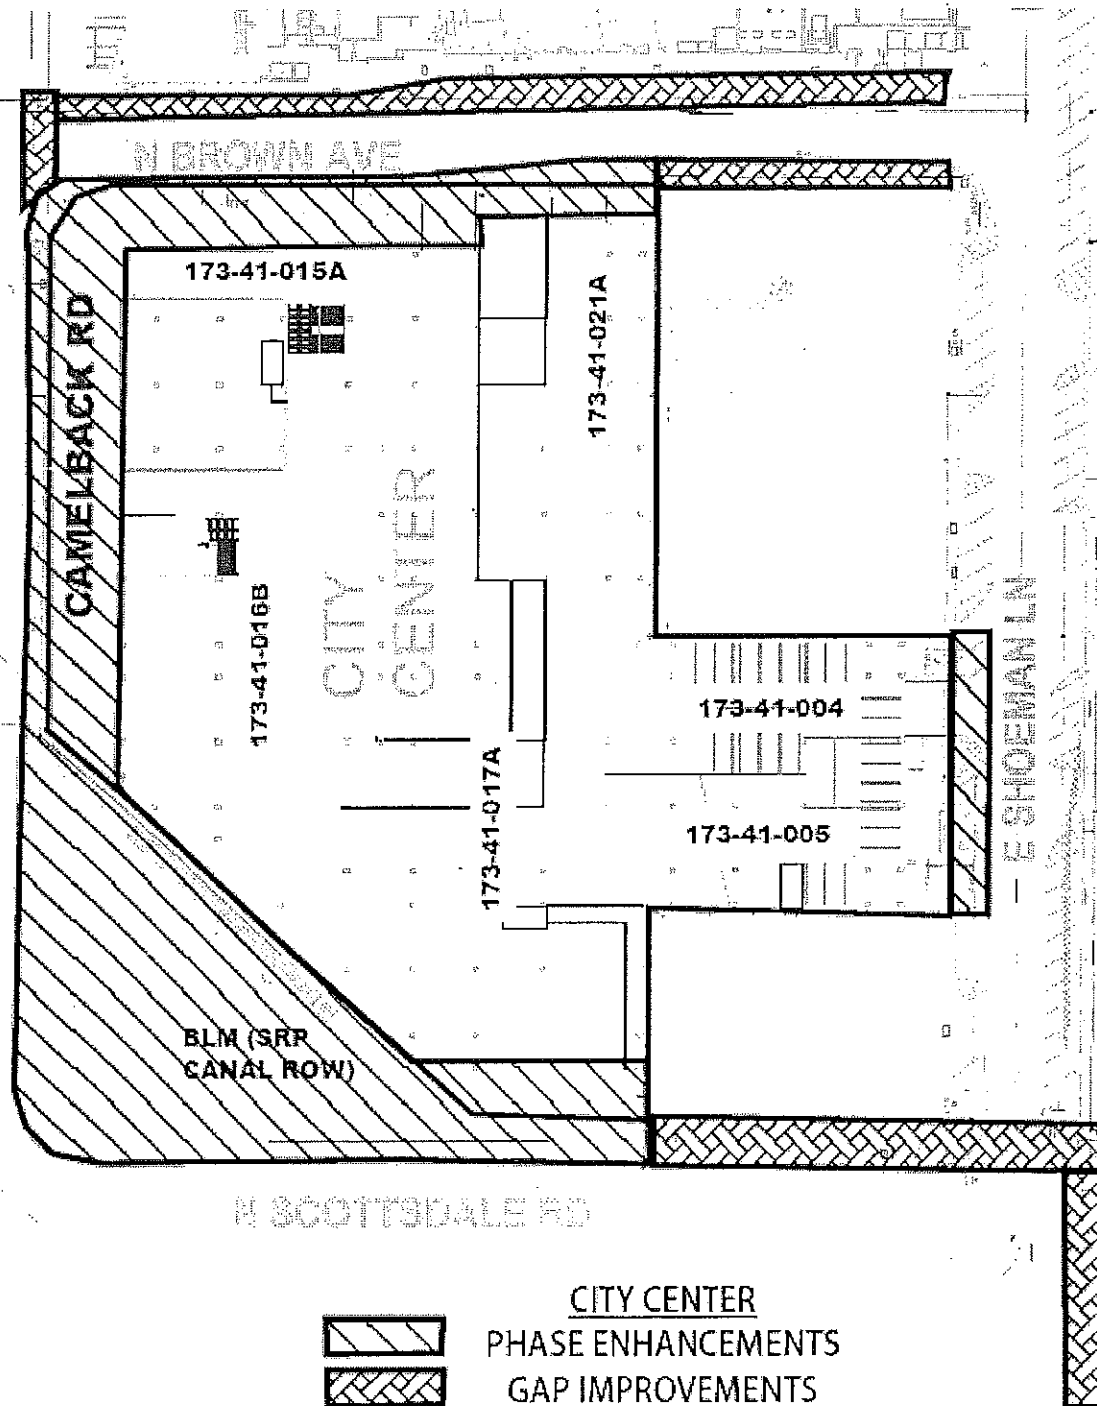 N BROWN AVE
173-41-015A
173-41-021A
CAMELBACK RD
CITY
CENTER
173-41-016B
173-41-004
E SHOEMAN LN
173-41-017A
173-41-005
BLM (SRP
CANAL ROW)
N SCOTTSDALE RD
CITY CENTER
PHASE ENHANCEMENTS
GAP IMPROVEMENTS